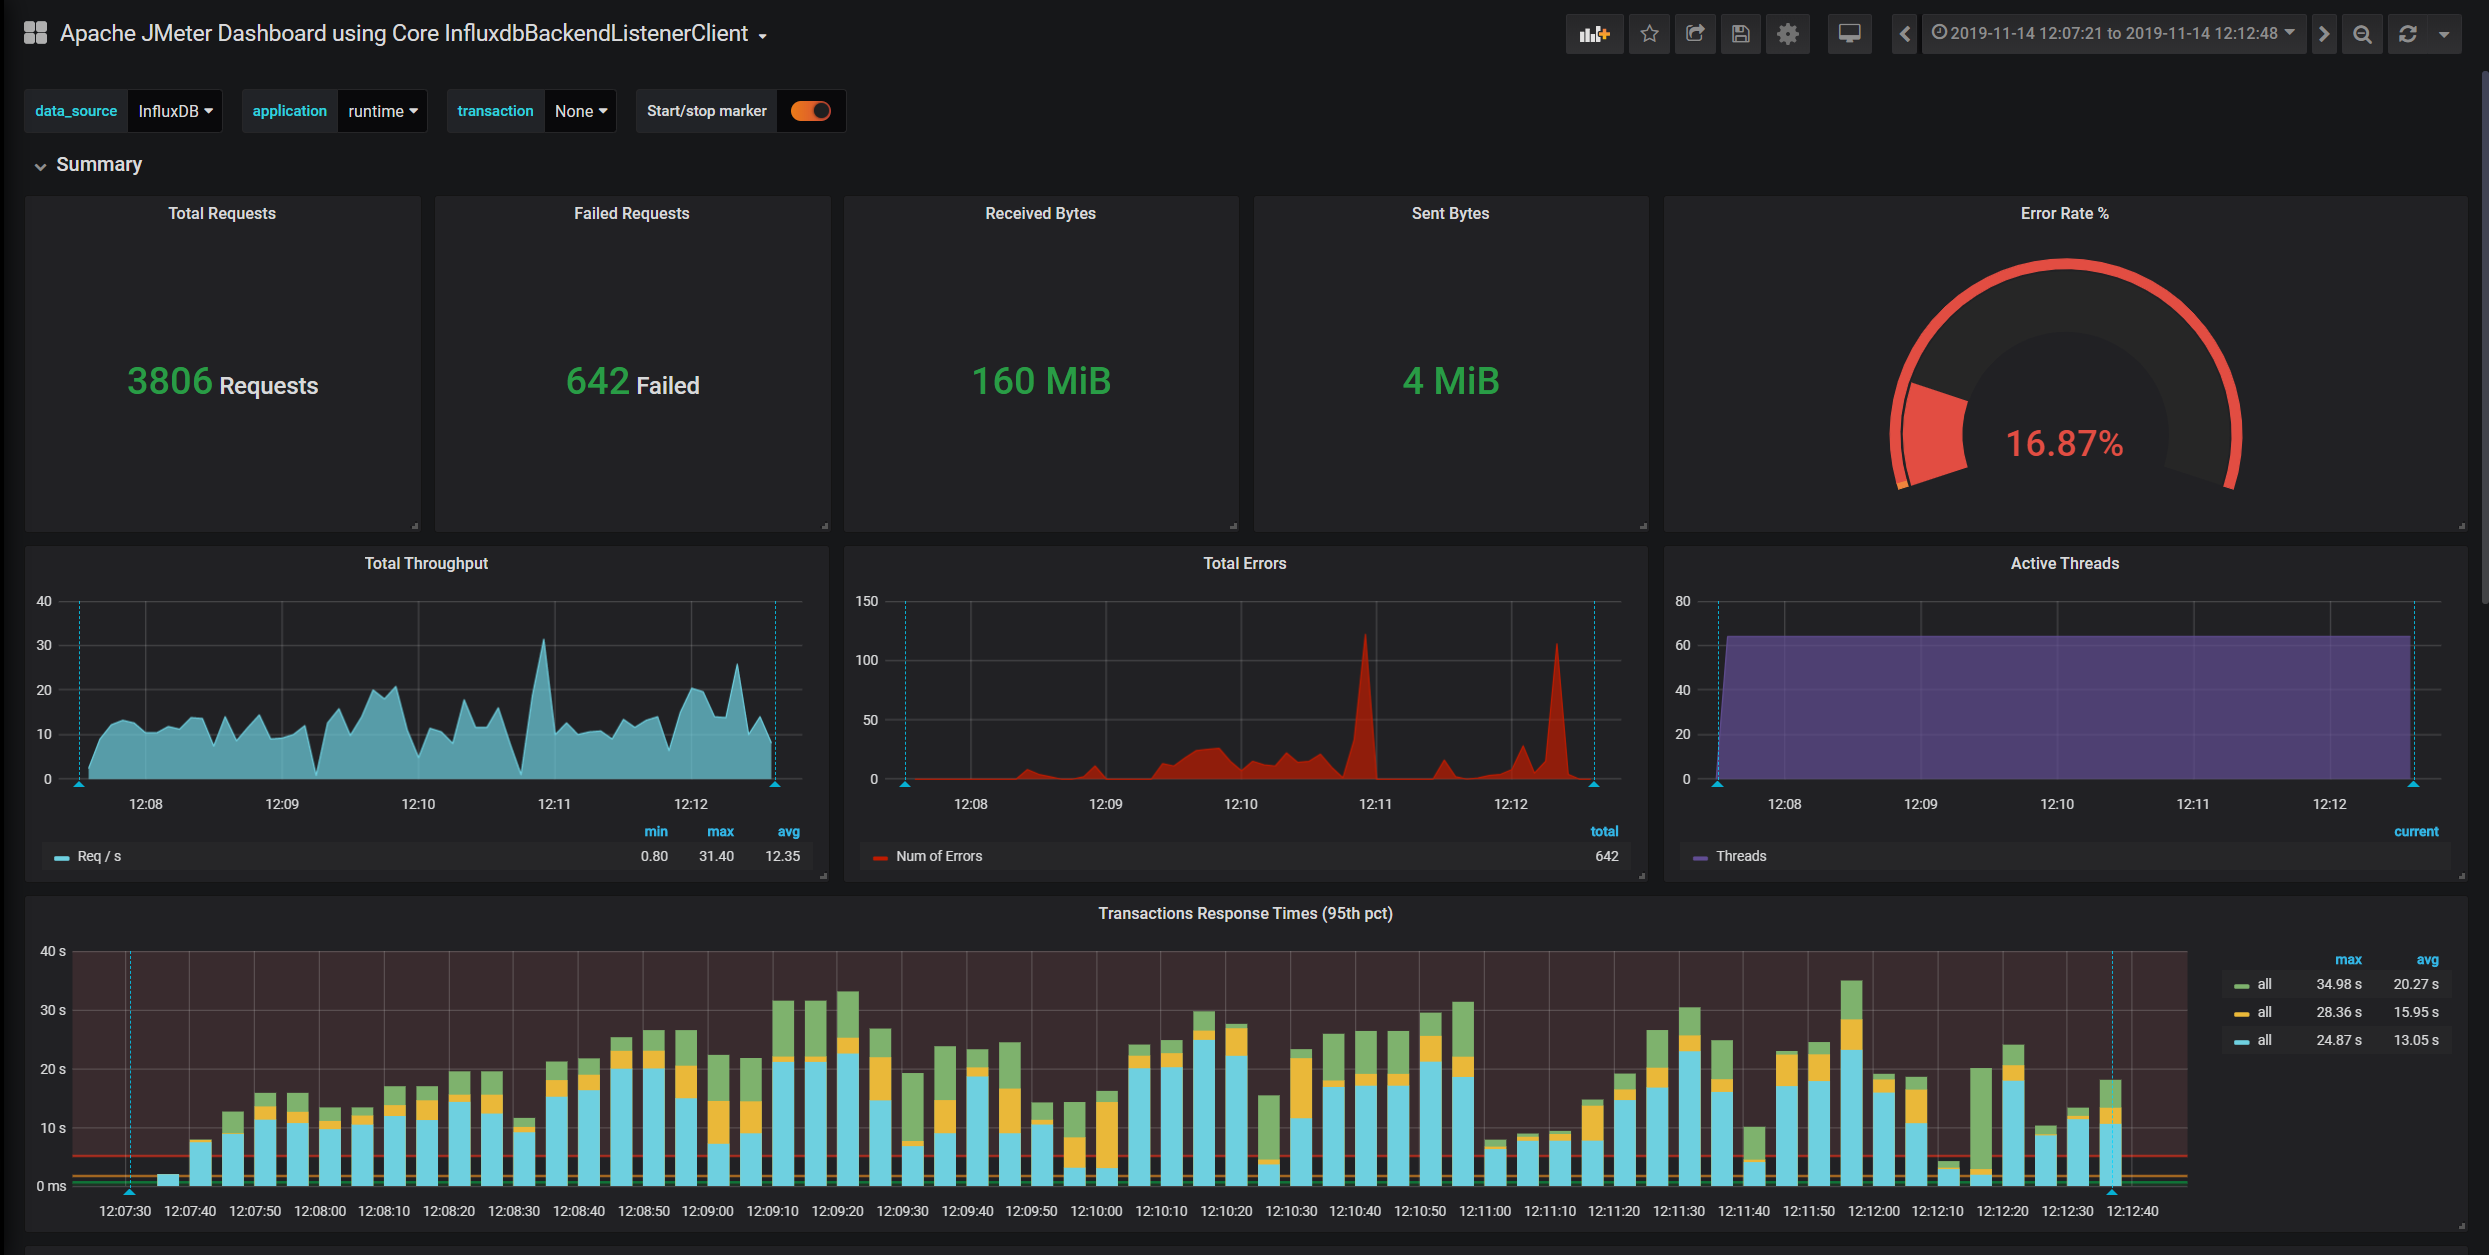 Apache JMeter Dashboard using Core InfluxdbBackendListenerClient
2019-11-14 12:07:21 to 2019-11-14 12:12:48
data_source InfluxDB application runtime transaction None Start/stop marker
Summary
Total Requests
3806 Requests
Failed Requests
642 Failed
Received Bytes
160 MiB
Sent Bytes
4 MiB
Error Rate %
16.87%
Total Throughput
40
30
20
10
0
12:08 12:09 12:10 12:11 12:12
min max avg
Req / s 0.80 31.40 12.35
Total Errors
150
100
50
0
12:08 12:09 12:10 12:11 12:12
total
Num of Errors 642
Active Threads
80
60
40
20
0
12:08 12:09 12:10 12:11 12:12
current
Threads
Transactions Response Times (95th pct)
40 s
30 s
20 s
10 s
0 ms
12:07:30 12:07:40 12:07:50 12:08:00 12:08:10 12:08:20 12:08:30 12:08:40 12:08:50 12:09:00 12:09:10 12:09:20 12:09:30 12:09:40 12:09:50 12:10:00 12:10:10 12:10:20 12:10:30 12:10:40 12:10:50 12:11:00 12:11:10 12:11:20 12:11:30 12:11:40 12:11:50 12:12:00 12:12:10 12:12:20 12:12:30 12:12:40
max avg
all 34.98 s 20.27 s
all 28.36 s 15.95 s
all 24.87 s 13.05 s